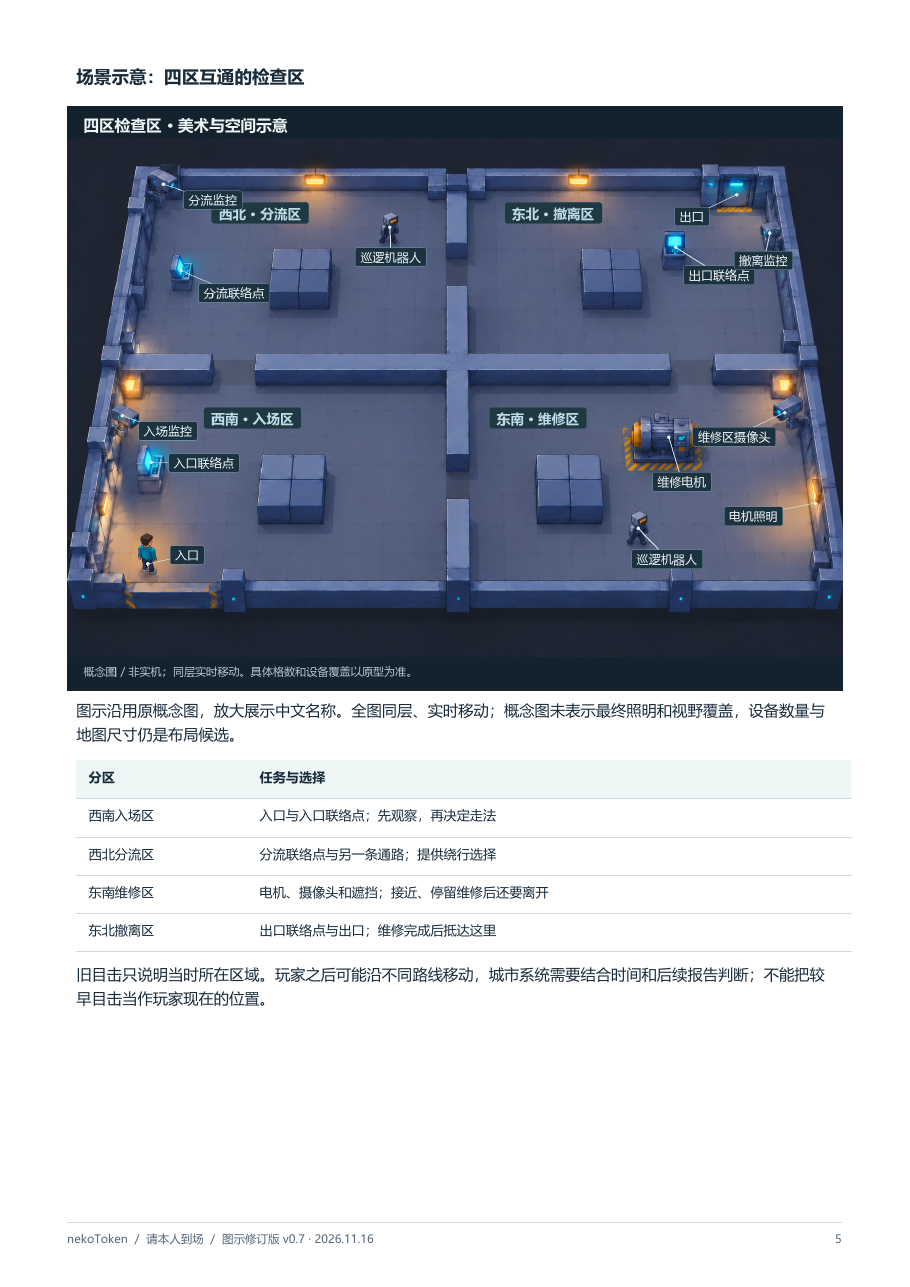 场景示意：四区互通的检查区
四区检查区 • 美术与空间示意
分流监控
西北 • 分流区
东北 • 撤离区
出口
巡逻机器人
撤离监控
出口联络点
分流联络点
西南 • 入场区
东南 • 维修区
入场监控
维修区摄像头
入口联络点
维修电机
电机照明
入口
巡逻机器人
概念图 / 非实机；同层实时移动。具体格数和设备覆盖以原型为准。
图示沿用原概念图，放大展示中文名称。全图同层、实时移动；概念图未表示最终照明和视野覆盖，设备数量与
地图尺寸仍是布局候选。
分区 任务与选择
西南入场区 入口与入口联络点；先观察，再决定走法
西北分流区 分流联络点与另一条通路；提供绕行选择
东南维修区 电机、摄像头和遮挡；接近、停留维修后还要离开
东北撤离区 出口联络点与出口；维修完成后抵达这里
旧目击只说明当时所在区域。玩家之后可能沿不同路线移动，城市系统需要结合时间和后续报告判断；不能把较
早目击当作玩家现在的位置。
nekoToken / 请本人到场 / 图示修订版 v0.7 · 2026.11.16 5